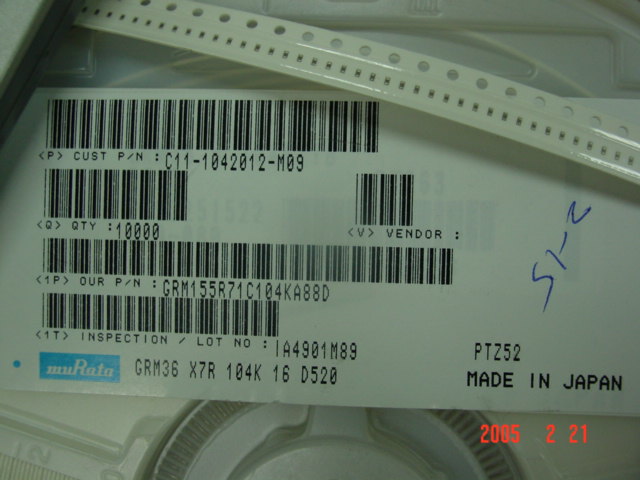 <P> CUST P/N : C11-1042012-M09
<Q> QTY : 10000
<V> VENDOR :
<1P> OUR P/N : GRM155R71C104KA88D
<1T> INSPECTION / LOT NO : IA4901M89
muRata GRM36 X7R 104K 16 D520
PTZ52
MADE IN JAPAN
2005 2 21